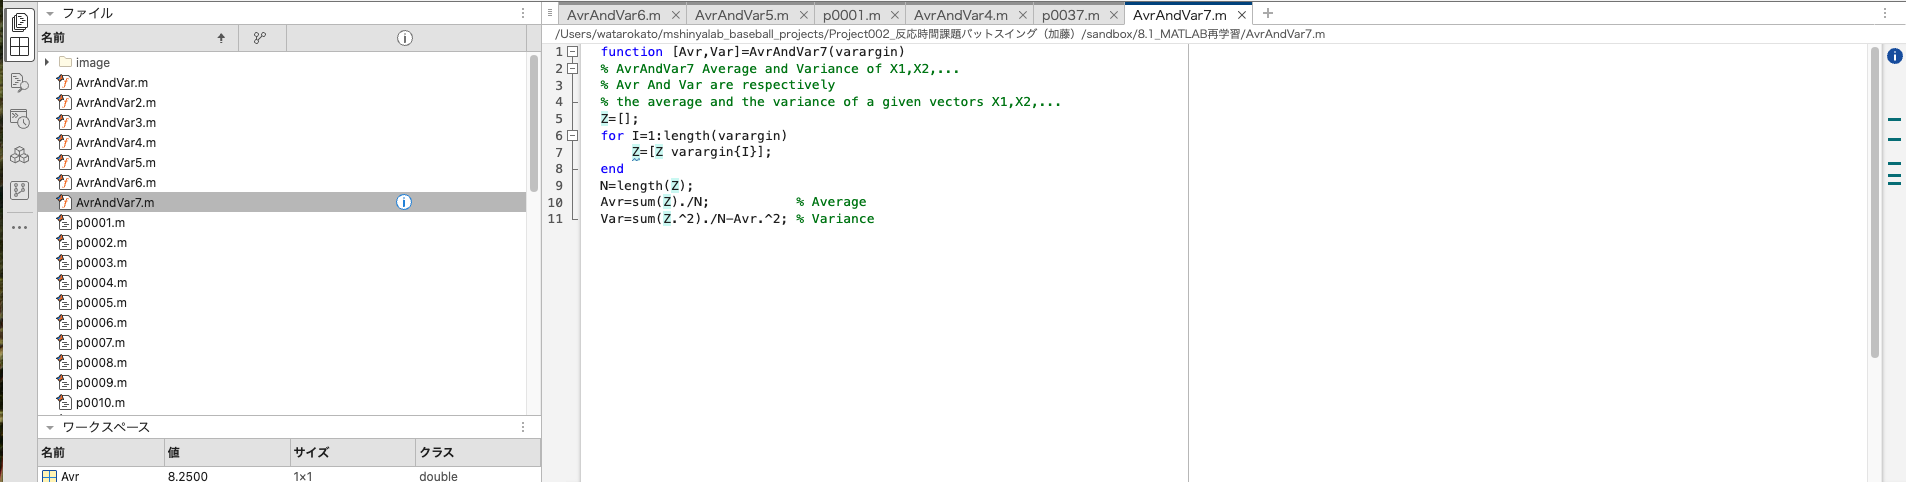 ファイル
名前
image
AvrAndVar.m
AvrAndVar2.m
AvrAndVar3.m
AvrAndVar4.m
AvrAndVar5.m
AvrAndVar6.m
AvrAndVar7.m
p0001.m
p0002.m
p0003.m
p0004.m
p0005.m
p0006.m
p0007.m
p0008.m
p0009.m
p0010.m
ワークスペース
名前 値 サイズ クラス
Avr 8.2500 1×1 double
AvrAndVar6.m AvrAndVar5.m p0001.m AvrAndVar4.m p0037.m AvrAndVar7.m
/Users/watarokato/mshinyalab_baseball_projects/Project002_反応時間課題バットスイング（加藤）/sandbox/8.1_MATLAB再学習/AvrAndVar7.m
1 function [Avr,Var]=AvrAndVar7(varargin)
2 % AvrAndVar7 Average and Variance of X1,X2,...
3 % Avr And Var are respectively
4 % the average and the variance of a given vectors X1,X2,...
5 Z=[];
6 for I=1:length(varargin)
7 Z=[Z varargin{I}];
8 end
9 N=length(Z);
10 Avr=sum(Z)./N; % Average
11 Var=sum(Z.^2)./N-Avr.^2; % Variance